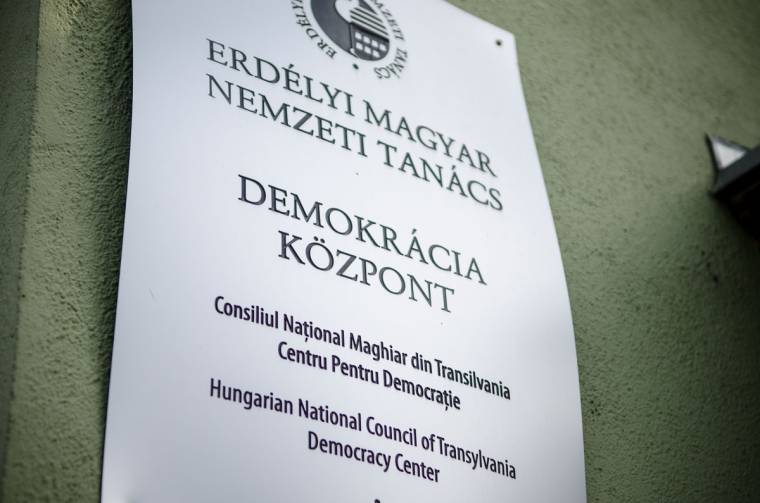 ERDÉLYI MAGYAR
NEMZETI TANÁCS
DEMOKRÁCIA
KÖZPONT
Consiliul Național Maghiar din Transilvania
Centru Pentru Democrație
Hungarian National Council of Transylvania
Democracy Center